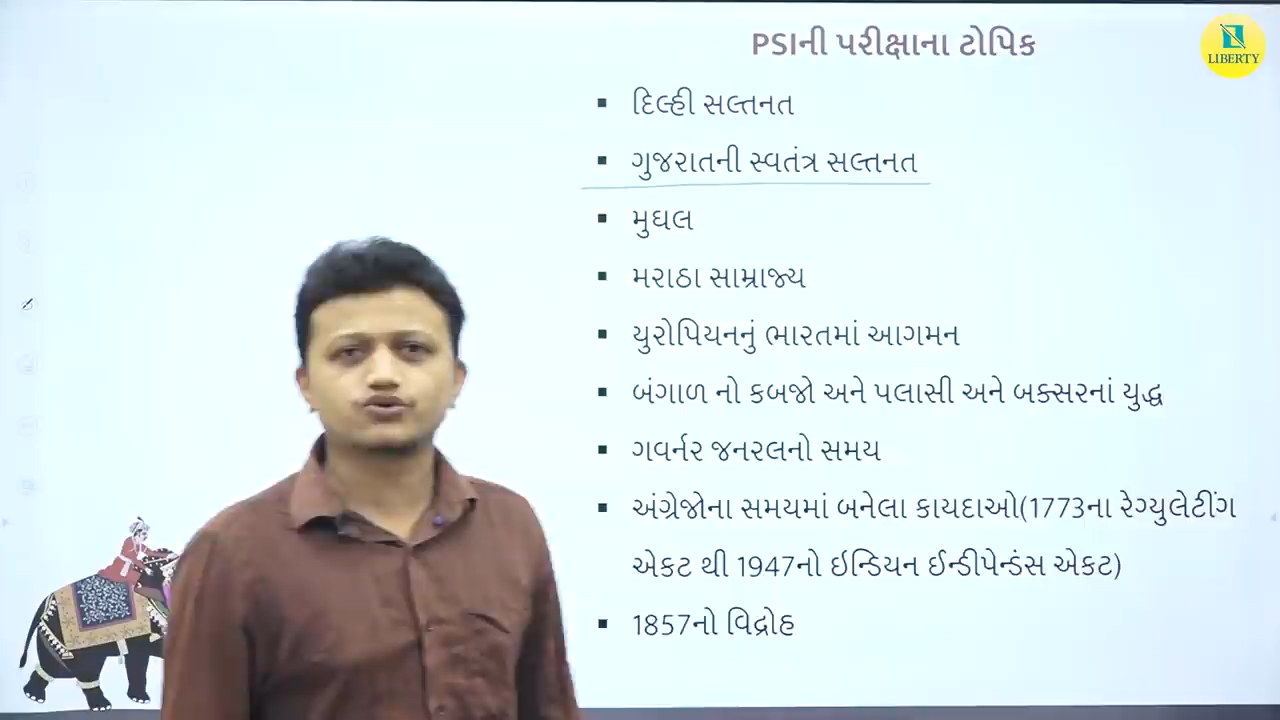 PSIની પરીક્ષાના ટોપિક
LIBERTY
▪ દિલ્હી સલ્તનત
▪ ગુજરાતની સ્વતંત્ર સલ્તનત
▪ મુઘલ
▪ મરાઠા સામ્રાજ્ય
▪ યુરોપિયનનું ભારતમાં આગમન
▪ બંગાળ નો કબજો અને પલાસી અને બક્સરનાં યુદ્ધ
▪ ગવર્નર જનરલનો સમય
▪ અંગ્રેજોના સમયમાં બનેલા કાયદાઓ(1773ના રેગ્યુલેટીંગ
એકટ થી 1947નો ઇન્ડિયન ઈન્ડીપેન્ડંસ એકટ)
▪ 1857નો વિદ્રોહ